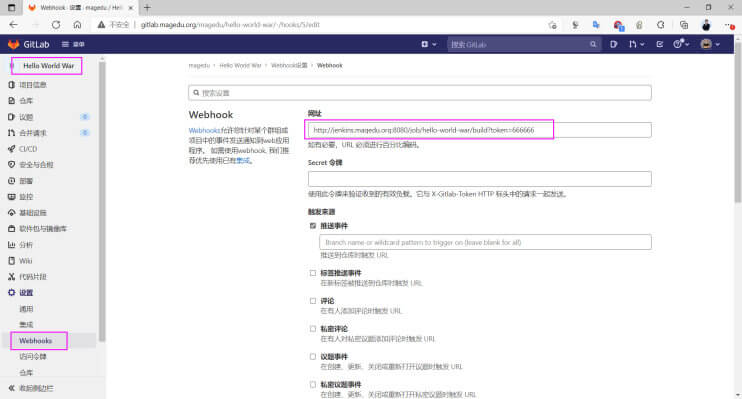 Webhook · 设置 · magedu / Hello
不安全 | gitlab.magedu.org/magedu/hello-world-war/-/hooks/5/edit
GitLab 菜单 搜索 GitLab
Hello World War
项目信息
仓库
议题 0
合并请求 0
CI/CD
安全与合规
部署
监控
基础设施
软件包与镜像库
分析
Wiki
代码片段
设置
通用
集成
Webhooks
访问令牌
仓库
收起侧边栏
magedu > Hello World War > Webhook设置 > Webhook
搜索设置
Webhook
Webhooks允许您针对某个群组或
项目中的事件发送通知到web应用
程序。 如需使用webhook, 我们推
荐优先使用已有集成。
网址
http://jenkins.magedu.org:8080/job/hello-world-war/build?token=666666
如有必要，URL 必须进行百分比编码。
Secret 令牌
使用此令牌来验证收到的有效负载。它与 X-Gitlab-Token HTTP 标头中的请求一起发送。
触发来源
推送事件
Branch name or wildcard pattern to trigger on (leave blank for all)
推送到仓库时触发 URL
标签推送事件
在新标签被推送到仓库时触发 URL
评论
在有人添加评论时触发 URL
私密评论
在有人对私密议题添加评论时触发 URL
议题事件
在创建、更新、关闭或重新打开议题时触发 URL
私密议题事件
在创建、更新、关闭或重新打开私密议题时触发 URL